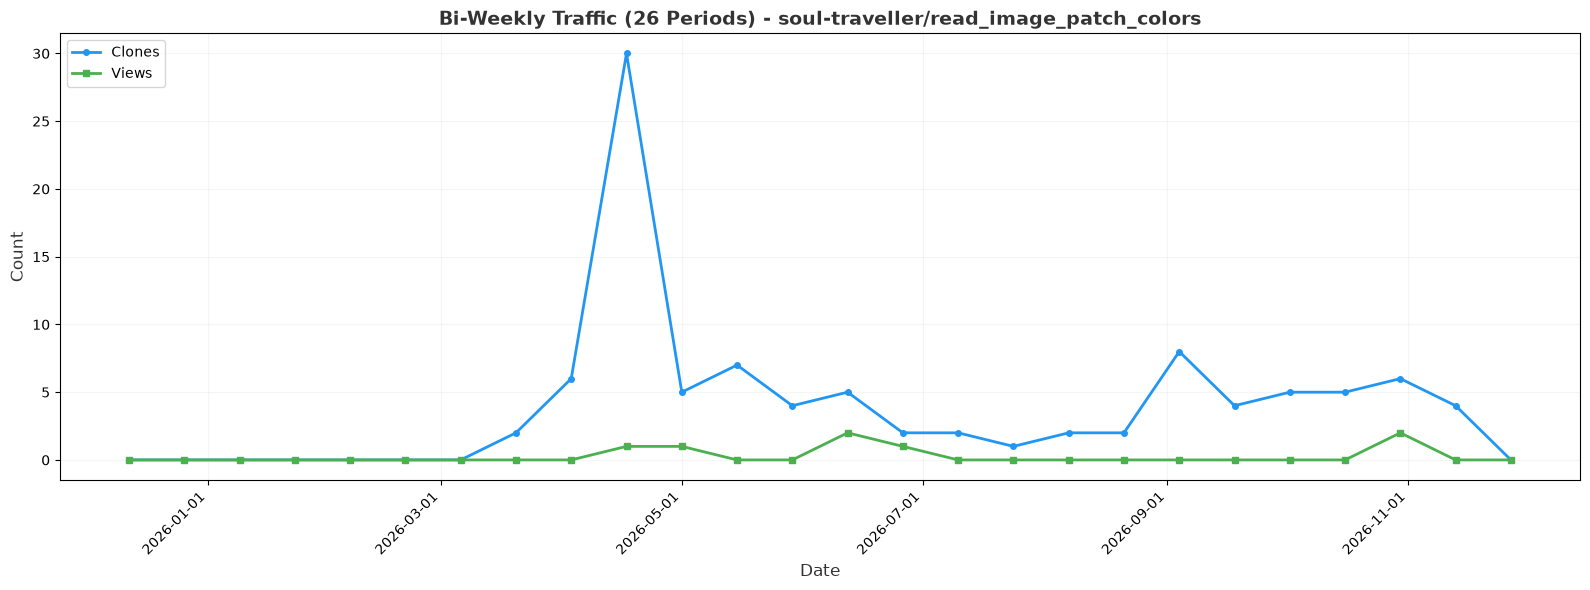 Bi-Weekly Traffic (26 Periods) - soul-traveller/read_image_patch_colors
Clones
Views
30
25
20
15
10
5
0
Count
2026-01-01
2026-03-01
2026-05-01
2026-07-01
2026-09-01
2026-11-01
Date